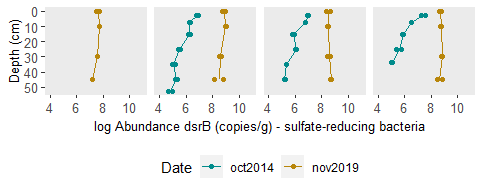 0
10
20
30
40
50
Depth (cm)
4 6 8 10 4 6 8 10 4 6 8 10 4 6 8 10
log Abundance dsrB (copies/g) - sulfate-reducing bacteria
Date oct2014 nov2019